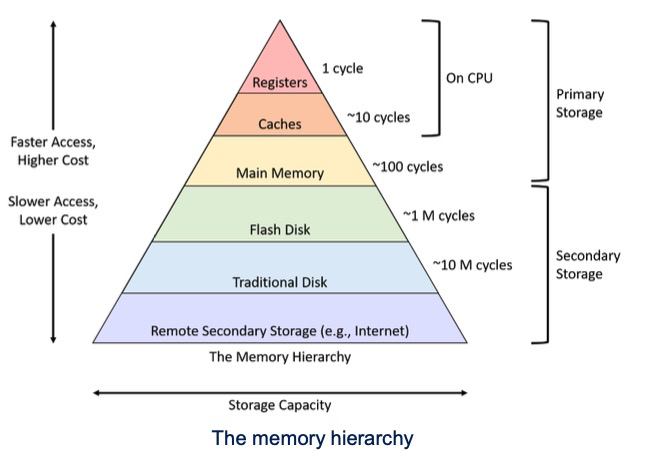 1 cycle
Registers
On CPU
Primary
Storage
~10 cycles
Caches
Faster Access,
Higher Cost
~100 cycles
Main Memory
Slower Access,
Lower Cost
~1 M cycles
Flash Disk
Secondary
Storage
~10 M cycles
Traditional Disk
Remote Secondary Storage (e.g., Internet)
The Memory Hierarchy
Storage Capacity
The memory hierarchy